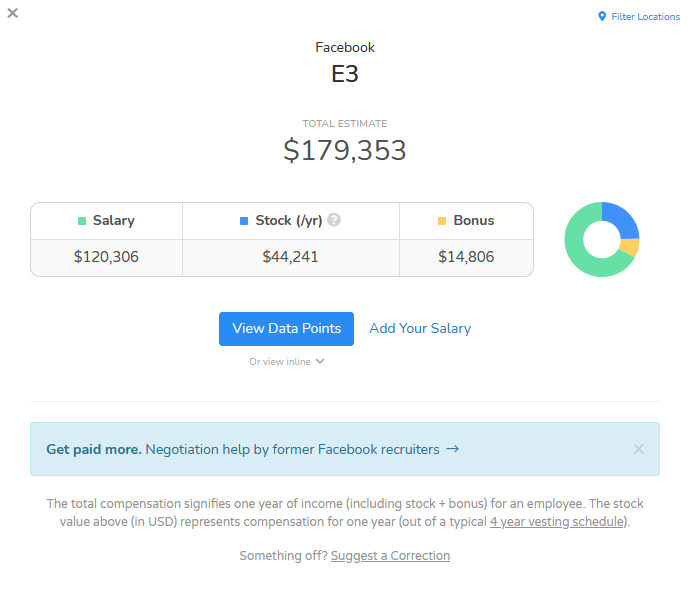 Filter Locations
Facebook
E3
TOTAL ESTIMATE
$179,353
Salary Stock (/yr) ? Bonus
$120,306 $44,241 $14,806
View Data Points Add Your Salary
Or view inline
Get paid more. Negotiation help by former Facebook recruiters →
The total compensation signifies one year of income (including stock + bonus) for an employee. The stock
value above (in USD) represents compensation for one year (out of a typical 4 year vesting schedule).
Something off? Suggest a Correction